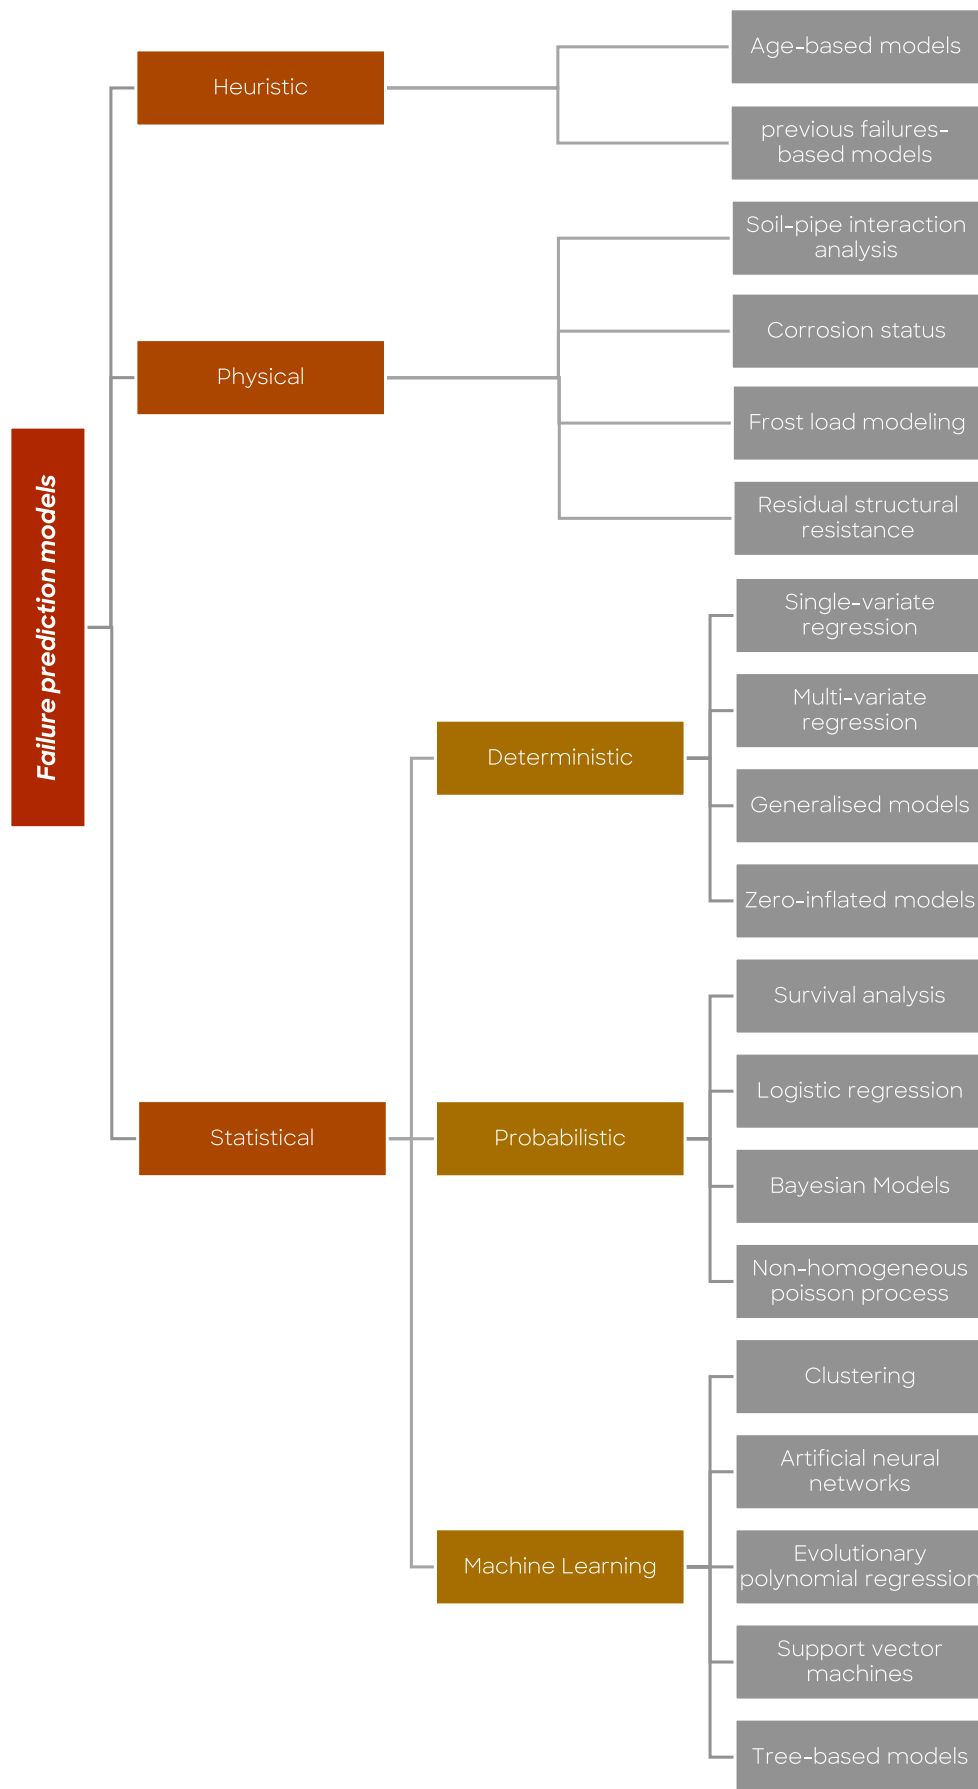 Failure prediction models
Heuristic
Age-based models
previous failures-
based models
Physical
Soil-pipe interaction
analysis
Corrosion status
Frost load modeling
Residual structural
resistance
Statistical
Deterministic
Single-variate
regression
Multi-variate
regression
Generalised models
Zero-inflated models
Probabilistic
Survival analysis
Logistic regression
Bayesian Models
Non-homogeneous
poisson process
Machine Learning
Clustering
Artificial neural
networks
Evolutionary
polynomial regression
Support vector
machines
Tree-based models